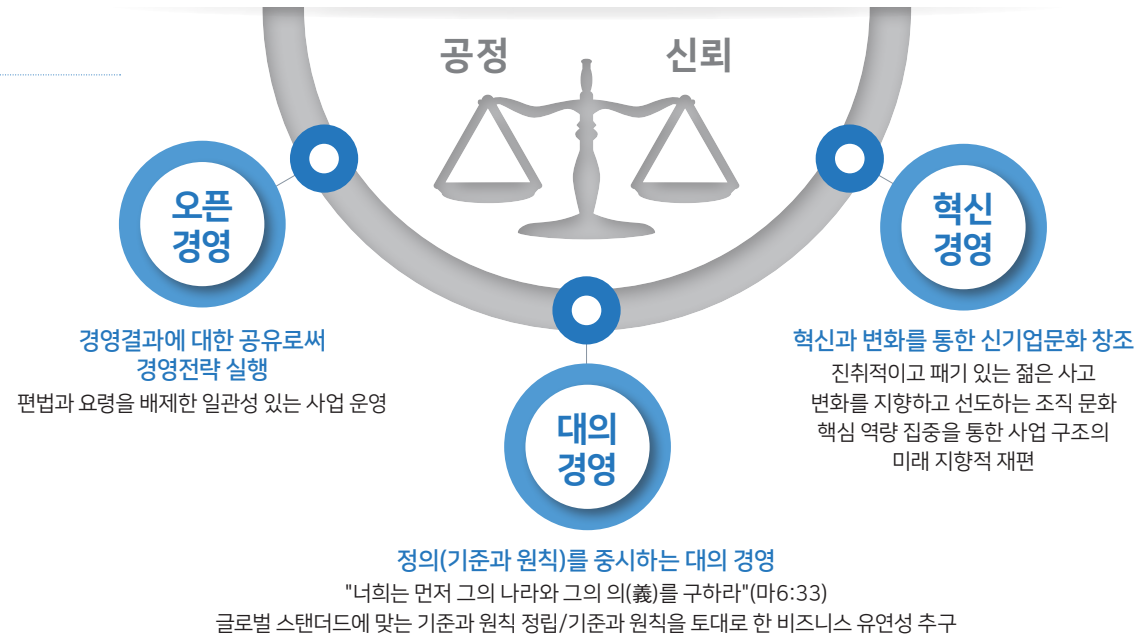 공정
신뢰
오픈
경영
경영결과에 대한 공유로써
경영전략 실행
편법과 요령을 배제한 일관성 있는 사업 운영
혁신
경영
혁신과 변화를 통한 신기업문화 창조
진취적이고 패기 있는 젊은 사고
변화를 지향하고 선도하는 조직 문화
핵심 역량 집중을 통한 사업 구조의
미래 지향적 재편
대의
경영
정의(기준과 원칙)를 중시하는 대의 경영
"너희는 먼저 그의 나라와 그의 의(義)를 구하라"(마6:33)
글로벌 스탠더드에 맞는 기준과 원칙 정립/기준과 원칙을 토대로 한 비즈니스 유연성 추구